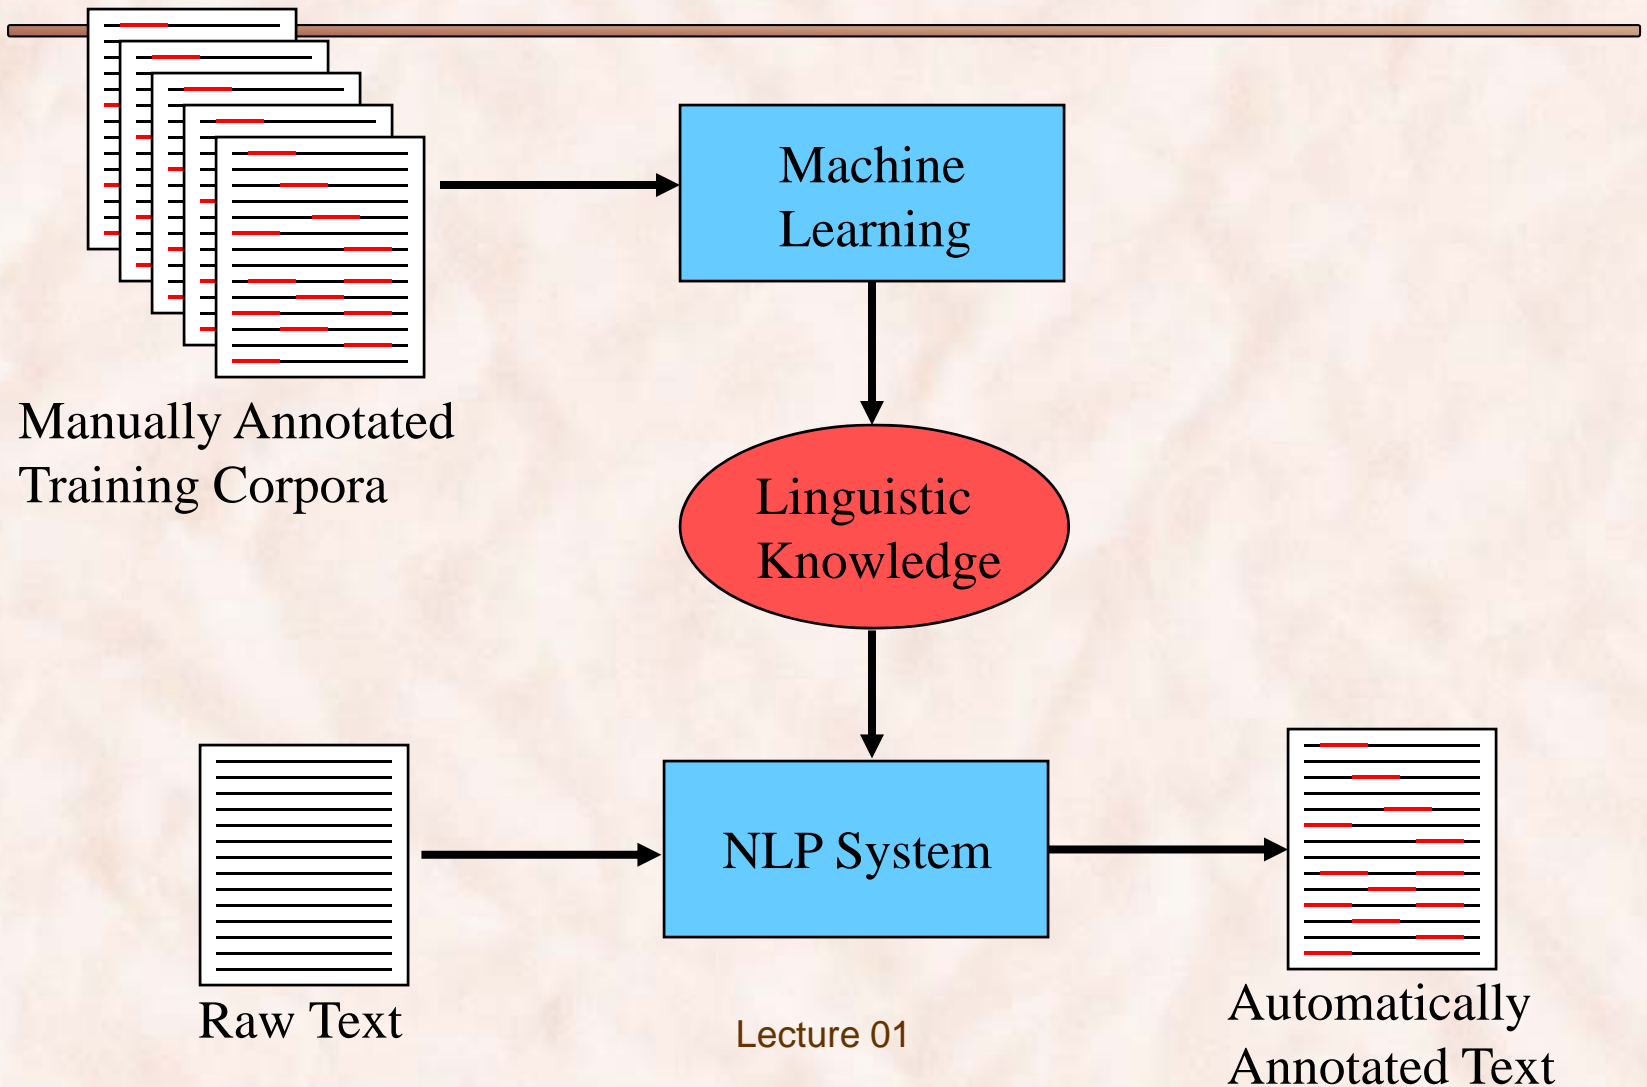 Machine
Learning
Manually Annotated
Training Corpora
Linguistic
Knowledge
NLP System
Raw Text
Automatically
Annotated Text
Lecture 01